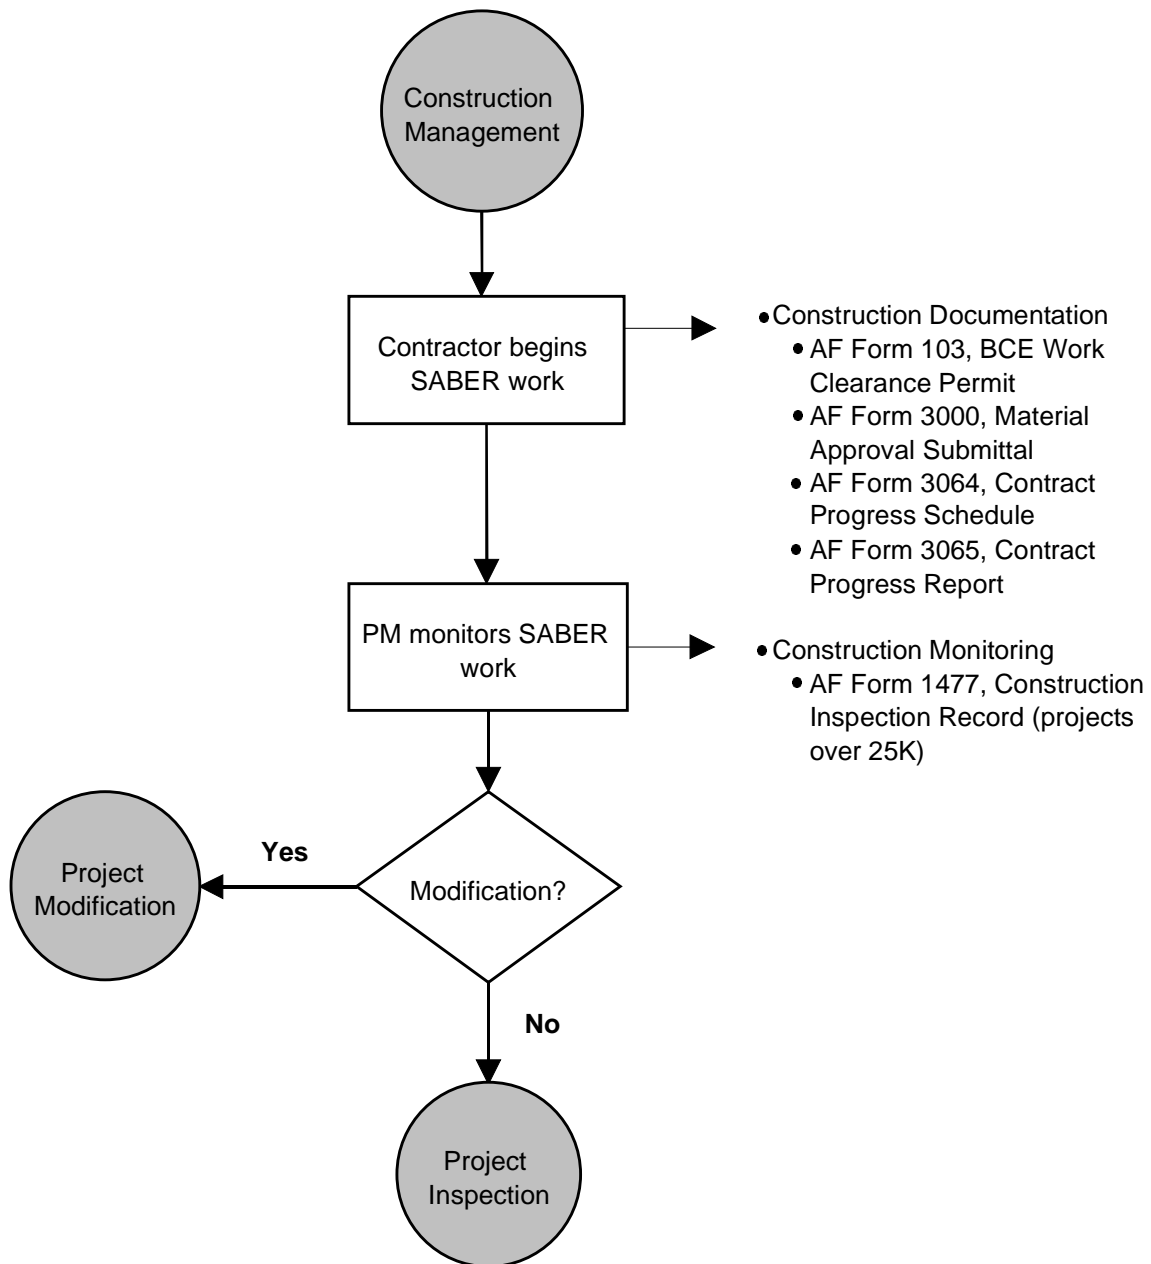 Construction
Management
Contractor begins
SABER work
• Construction Documentation
• AF Form 103, BCE Work
Clearance Permit
• AF Form 3000, Material
Approval Submittal
• AF Form 3064, Contract
Progress Schedule
• AF Form 3065, Contract
Progress Report
PM monitors SABER
work
• Construction Monitoring
• AF Form 1477, Construction
Inspection Record (projects
over 25K)
Yes
Project
Modification
Modification?
No
Project
Inspection